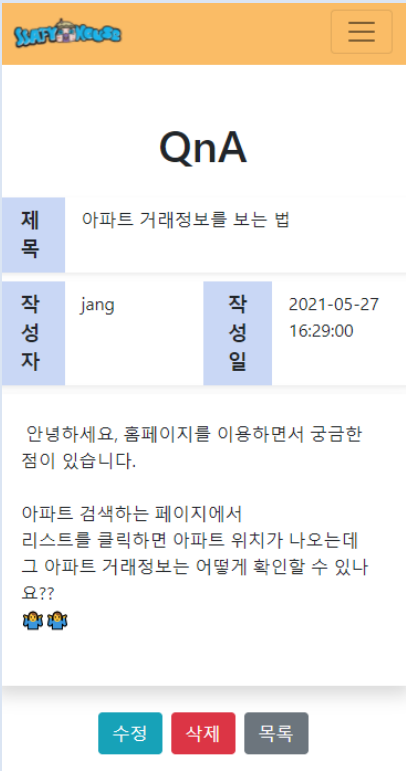 SSAFY HOUSE
QnA
제목
아파트 거래정보를 보는 법
작성자
jang
작성일
2021-05-27
16:29:00
안녕하세요, 홈페이지를 이용하면서 궁금한
점이 있습니다.
아파트 검색하는 페이지에서
리스트를 클릭하면 아파트 위치가 나오는데
그 아파트 거래정보는 어떻게 확인할 수 있나
요??
🤷‍♂️🤷‍♂️
수정
삭제
목록